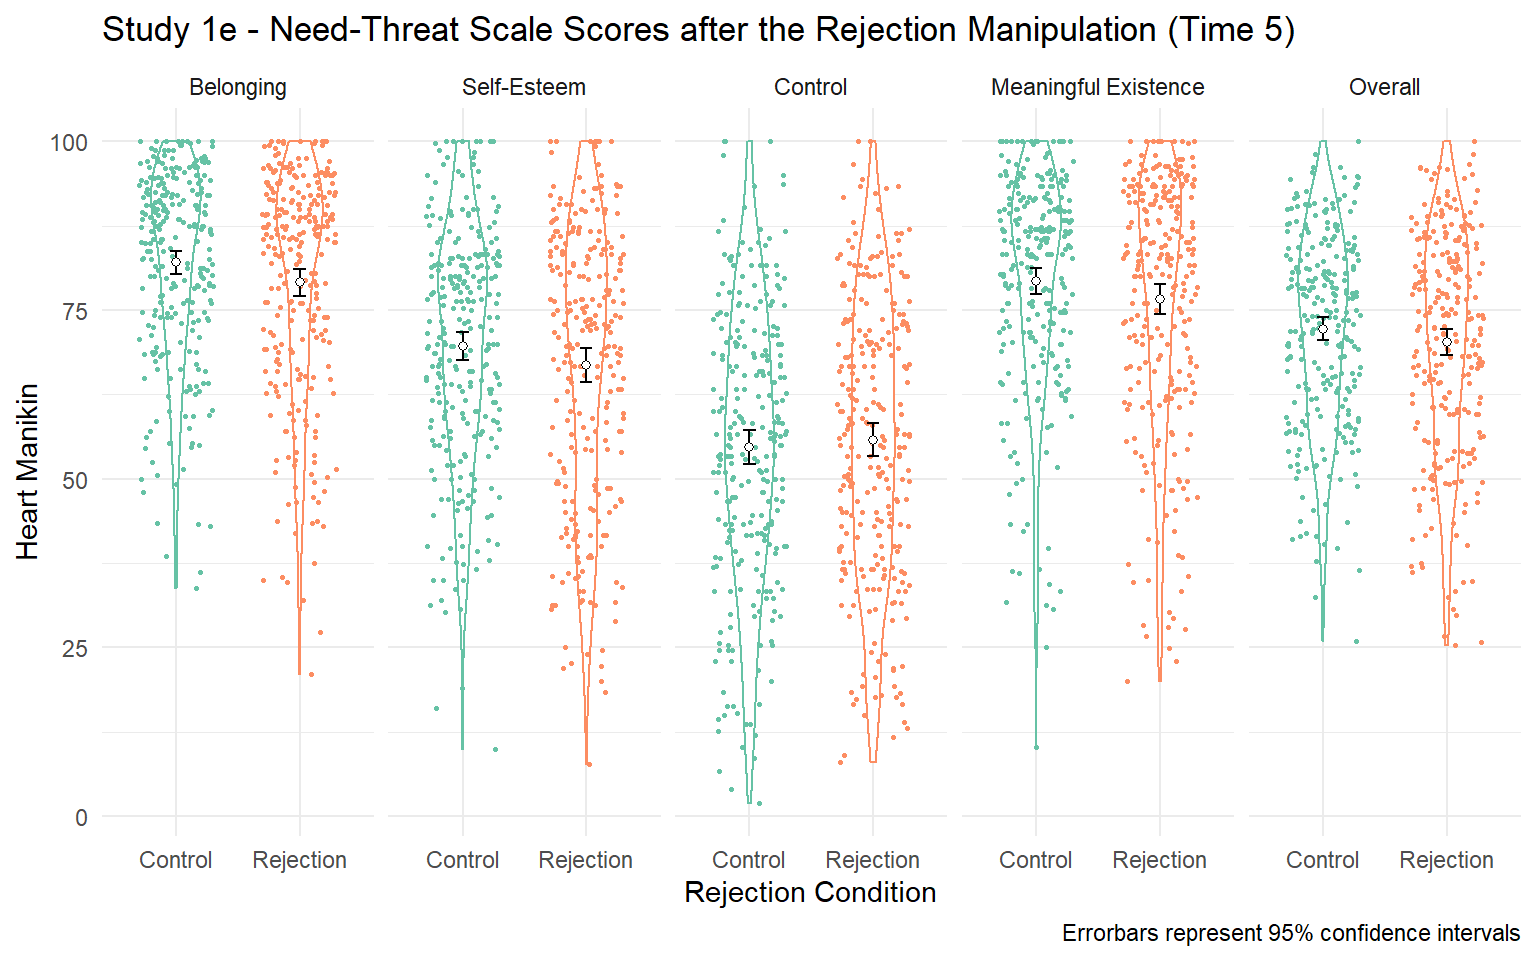 Study 1e - Need-Threat Scale Scores after the Rejection Manipulation (Time 5)
Belonging Self-Esteem Control Meaningful Existence Overall
100
75
50
25
0
Heart Manikin
Control Rejection Control Rejection Control Rejection Control Rejection Control Rejection
Rejection Condition
Errorbars represent 95% confidence intervals